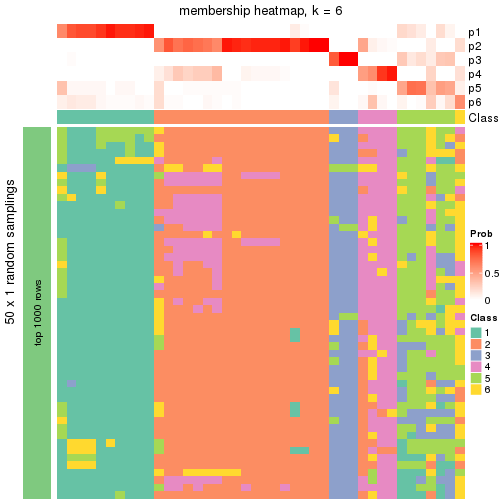 membership heatmap, k = 6
p1
p2
p3
p4
p5
p6
Class
50 x 1 random samplings
top 1000 rows
Prob
1
0.5
0
Class
1
2
3
4
5
6